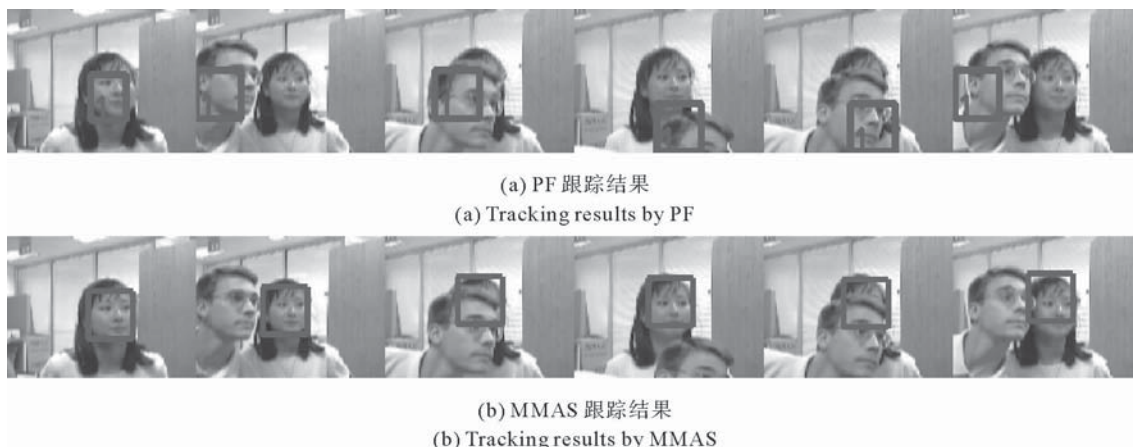 (a) PF 跟踪结果
(a) Tracking results by PF
(b) MMAS 跟踪结果
(b) Tracking results by MMAS